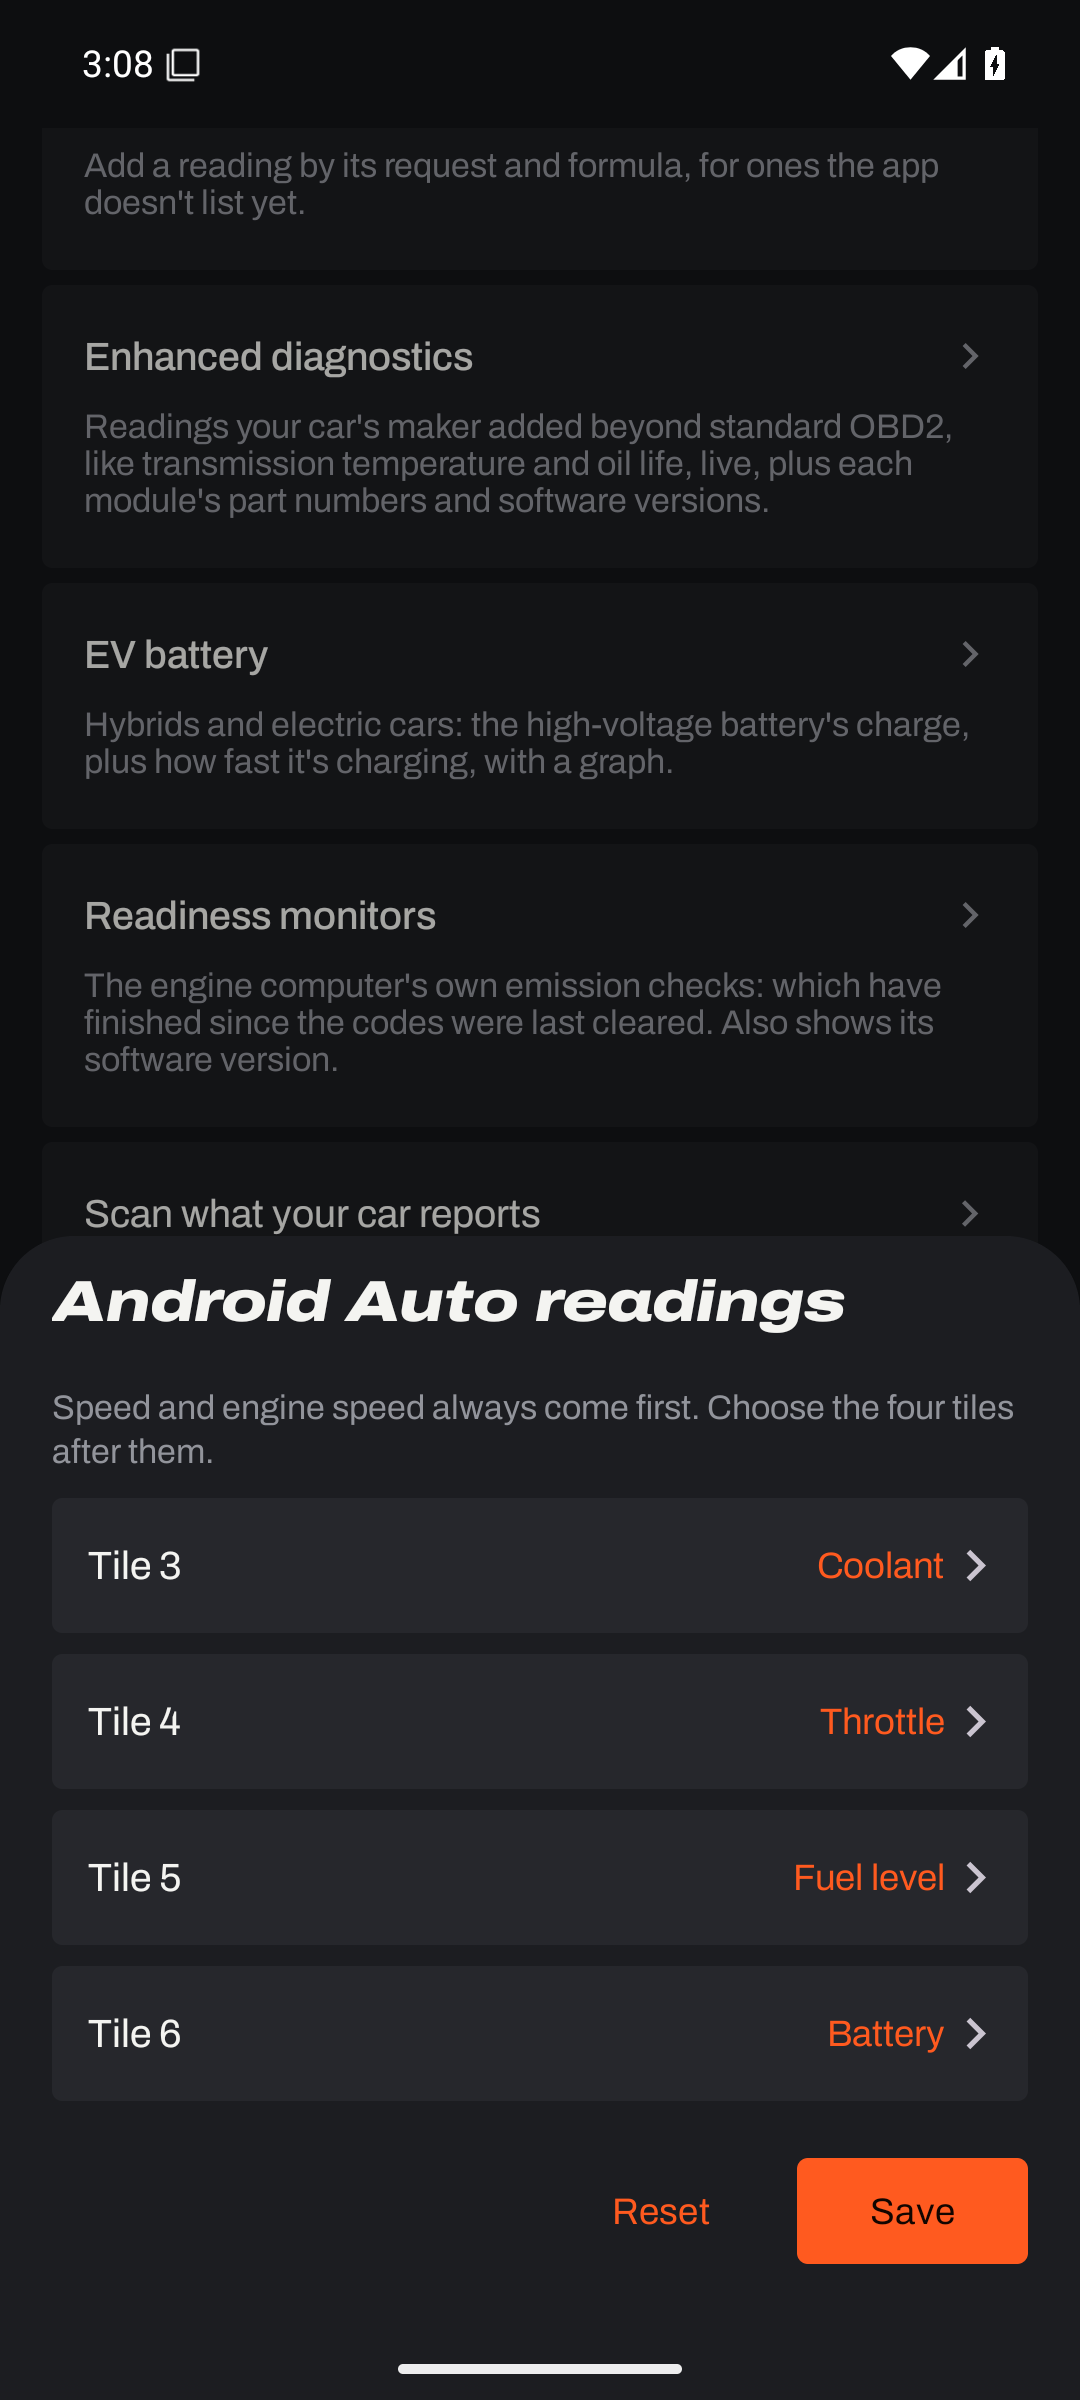 3:08
Add a reading by its request and formula, for ones the app
doesn't list yet.
Enhanced diagnostics
Readings your car's maker added beyond standard OBD2,
like transmission temperature and oil life, live, plus each
module's part numbers and software versions.
EV battery
Hybrids and electric cars: the high-voltage battery's charge,
plus how fast it's charging, with a graph.
Readiness monitors
The engine computer's own emission checks: which have
finished since the codes were last cleared. Also shows its
software version.
Scan what your car reports
Android Auto readings
Speed and engine speed always come first. Choose the four tiles
after them.
Tile 3 Coolant
Tile 4 Throttle
Tile 5 Fuel level
Tile 6 Battery
Reset Save